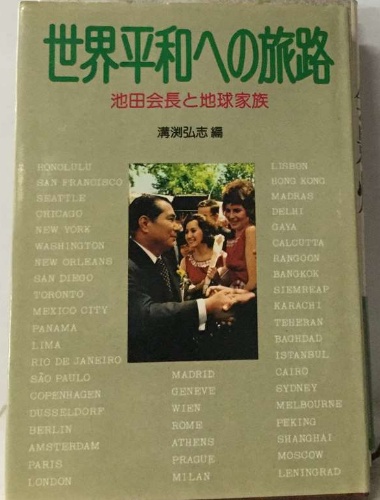 世界平和への旅路
池田会長と地球家族
溝渕弘志 編
HONOLULU
SAN FRANCISCO
SEATTLE
CHICAGO
NEW YORK
WASHINGTON
NEW ORLEANS
SAN DIEGO
TORONTO
MEXICO CITY
PANAMA
LIMA
RIO DE JANEIRO
SÃO PAULO
COPENHAGEN
DUSSELDORF
BERLIN
AMSTERDAM
PARIS
LONDON
MADRID
GENEVE
WIEN
ROME
ATHENS
PRAGUE
MILAN
LISBON
HONG KONG
MADRAS
DELHI
GAYA
CALCUTTA
RANGOON
BANGKOK
SIEMREAP
KARACHI
TEHERAN
BAGHDAD
ISTANBUL
CAIRO
SYDNEY
MELBOURNE
PEKING
SHANGHAI
MOSCOW
LENINGRAD